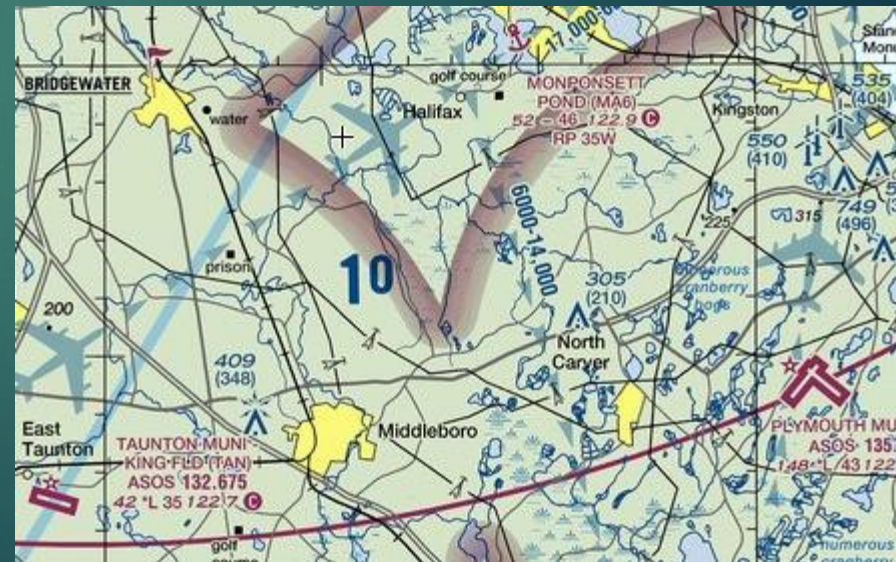 17,000-
Stand
Mon
BRIDGEWATER
golf course
MONPONSETT
POND (MA6)
52 - 46 122.9 C
RP 35W
535
(404)
water
Halifax
Kingston
550
(410)
749
(496)
6000-14,000
225
315
prison
10
numerous
cranberry
bogs
305
(210)
200
North
Carver
409
(348)
East
Taunton
Middleboro
TAUNTON MUNI-
KING FLD (TAN)
ASOS 132.675
42 *L 35 122.7 C
PLYMOUTH MU
ASOS 135.
148 *L 43 122
golf
course
numerous
cranberry